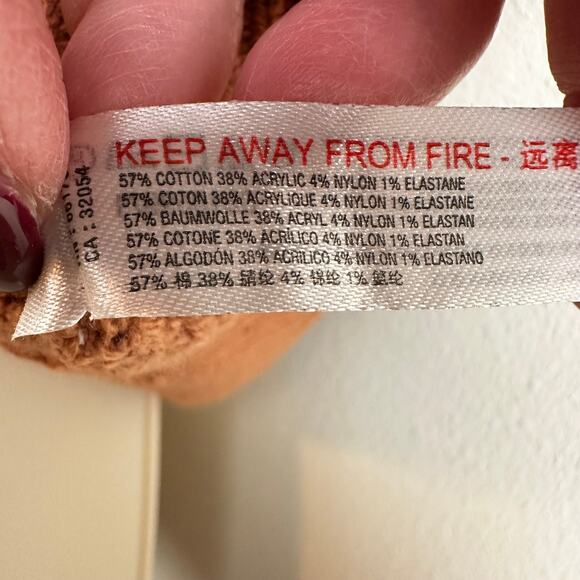 KEEP AWAY FROM FIRE - 远离
57% COTTON 38% ACRYLIC 4% NYLON 1% ELASTANE
57% COTON 38% ACRYLIQUE 4% NYLON 1% ELASTANE
57% BAUMWOLLE 38% ACRYL 4% NYLON 1% ELASTAN
57% COTONE 38% ACRILICO 4% NYLON 1% ELASTAN
57% ALGODÓN 38% ACRÍLICO 4% NYLON 1% ELASTANO
57% 棉 38% 腈纶 4% 锦纶 1% 氨纶
CA : 32054